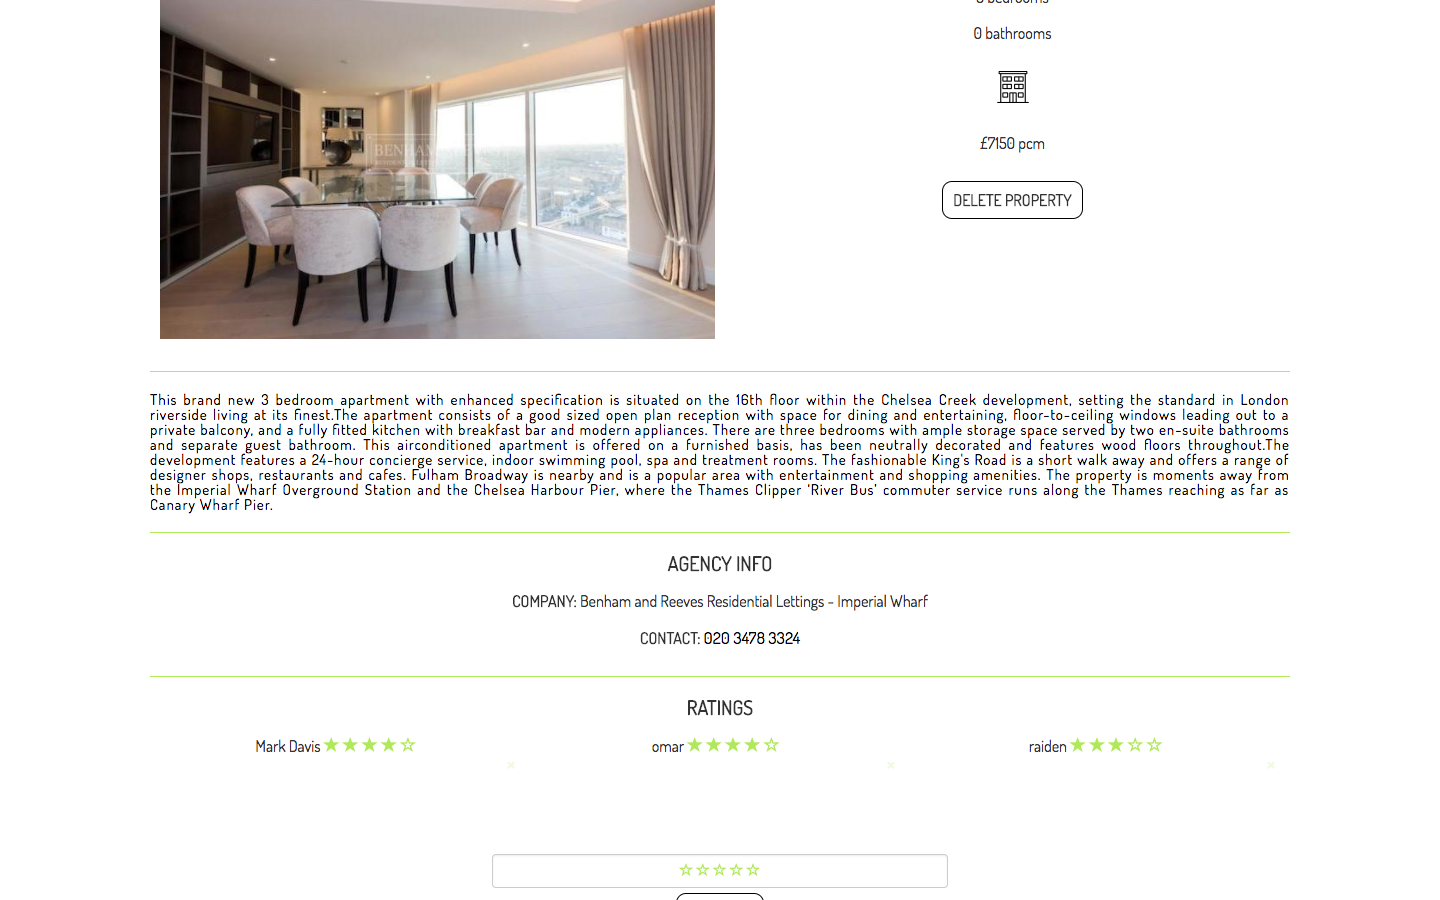 bedrooms
0 bathrooms
£7150 pcm
DELETE PROPERTY
BENHAM
This brand new 3 bedroom apartment with enhanced specification is situated on the 16th floor within the Chelsea Creek development, setting the standard in London
riverside living at its finest.The apartment consists of a good sized open plan reception with space for dining and entertaining, floor-to-ceiling windows leading out to a
private balcony, and a fully fitted kitchen with breakfast bar and modern appliances. There are three bedrooms with ample storage space served by two en-suite bathrooms
and separate guest bathroom. This airconditioned apartment is offered on a furnished basis, has been neutrally decorated and features wood floors throughout.The
development features a 24-hour concierge service, indoor swimming pool, spa and treatment rooms. The fashionable King's Road is a short walk away and offers a range of
designer shops, restaurants and cafes. Fulham Broadway is nearby and is a popular area with entertainment and shopping amenities. The property is moments away from
the Imperial Wharf Overground Station and the Chelsea Harbour Pier, where the Thames Clipper 'River Bus' commuter service runs along the Thames reaching as far as
Canary Wharf Pier.
AGENCY INFO
COMPANY: Benham and Reeves Residential Lettings - Imperial Wharf
CONTACT: 020 3478 3324
RATINGS
Mark Davis ★★★★☆
omar ★★★★☆
raiden ★★★☆☆
☆☆☆☆☆